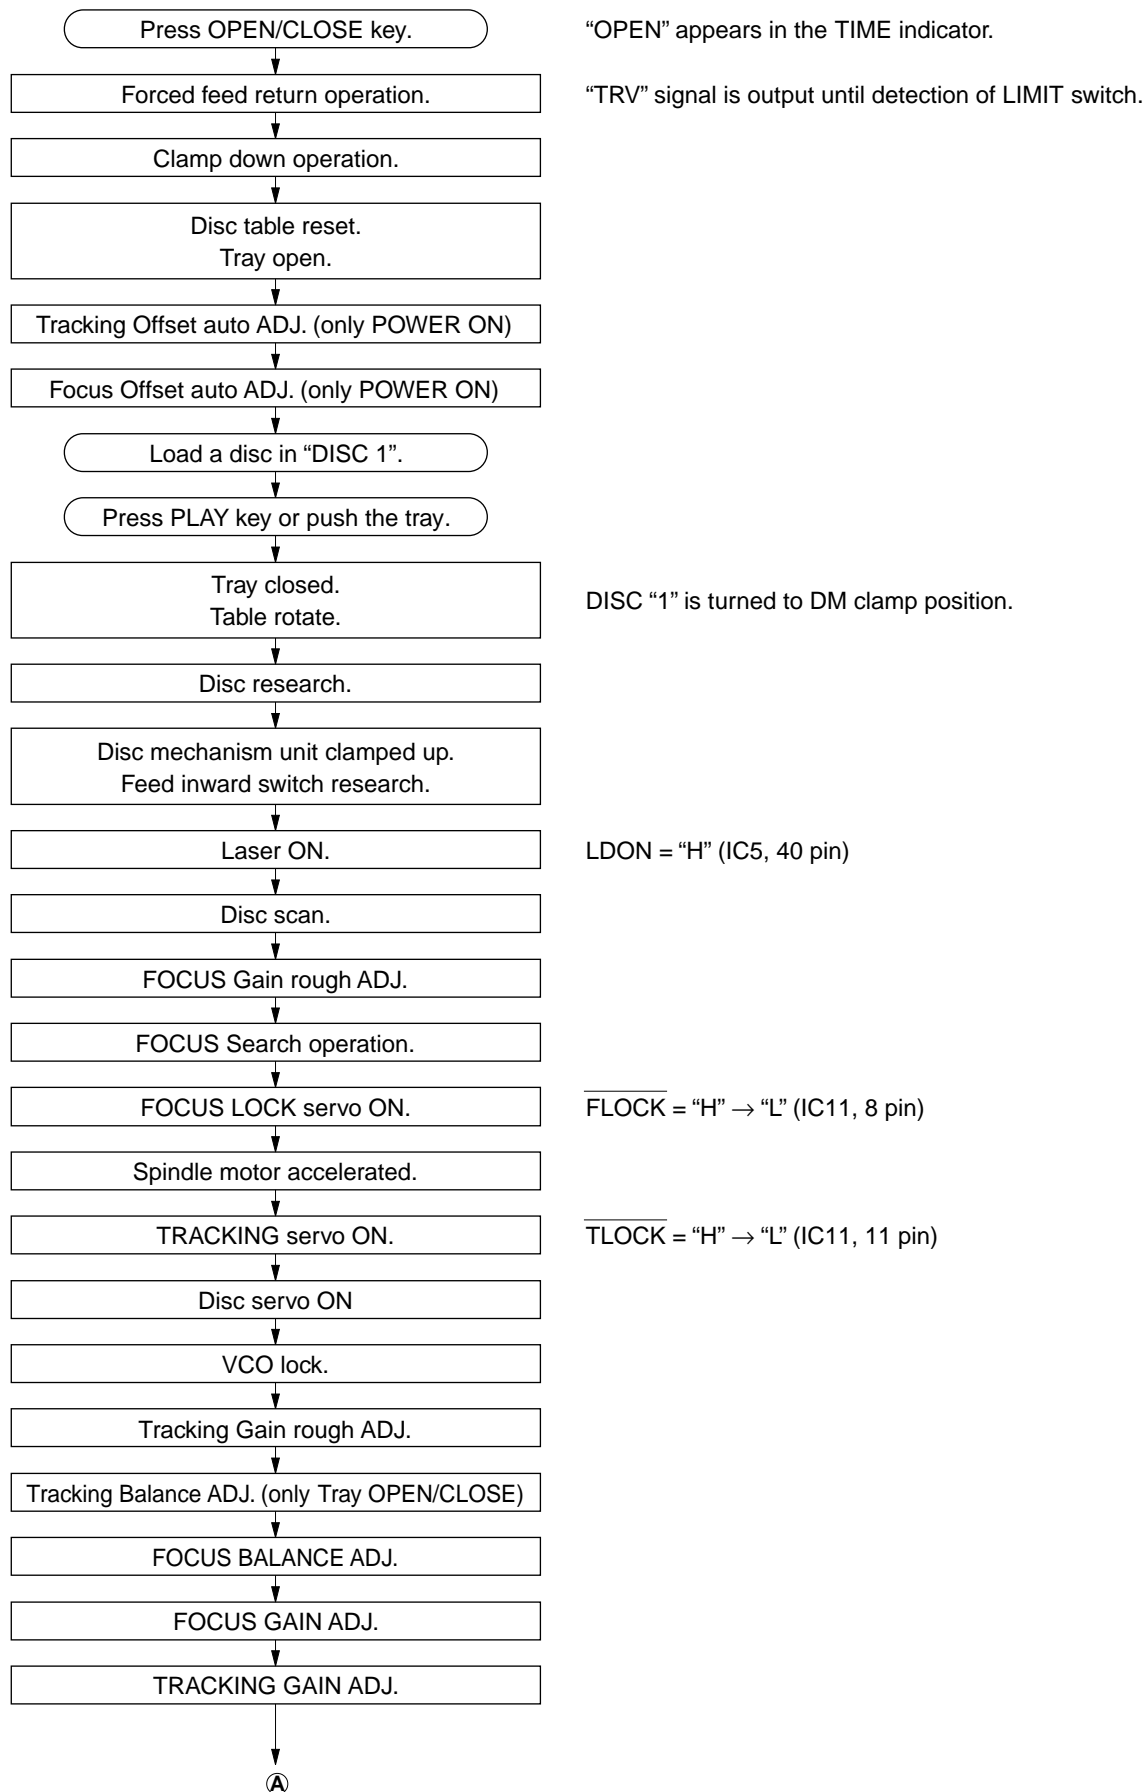 Press OPEN/CLOSE key.
“OPEN” appears in the TIME indicator.
Forced feed return operation.
“TRV” signal is output until detection of LIMIT switch.
Clamp down operation.
Disc table reset.
Tray open.
Tracking Offset auto ADJ. (only POWER ON)
Focus Offset auto ADJ. (only POWER ON)
Load a disc in “DISC 1”.
Press PLAY key or push the tray.
Tray closed.
Table rotate.
DISC “1” is turned to DM clamp position.
Disc research.
Disc mechanism unit clamped up.
Feed inward switch research.
Laser ON.
LDON = “H” (IC5, 40 pin)
Disc scan.
FOCUS Gain rough ADJ.
FOCUS Search operation.
FOCUS LOCK servo ON.
F̅L̅O̅C̅K̅ = “H” → “L” (IC11, 8 pin)
Spindle motor accelerated.
TRACKING servo ON.
T̅L̅O̅C̅K̅ = “H” → “L” (IC11, 11 pin)
Disc servo ON
VCO lock.
Tracking Gain rough ADJ.
Tracking Balance ADJ. (only Tray OPEN/CLOSE)
FOCUS BALANCE ADJ.
FOCUS GAIN ADJ.
TRACKING GAIN ADJ.
Ⓐ